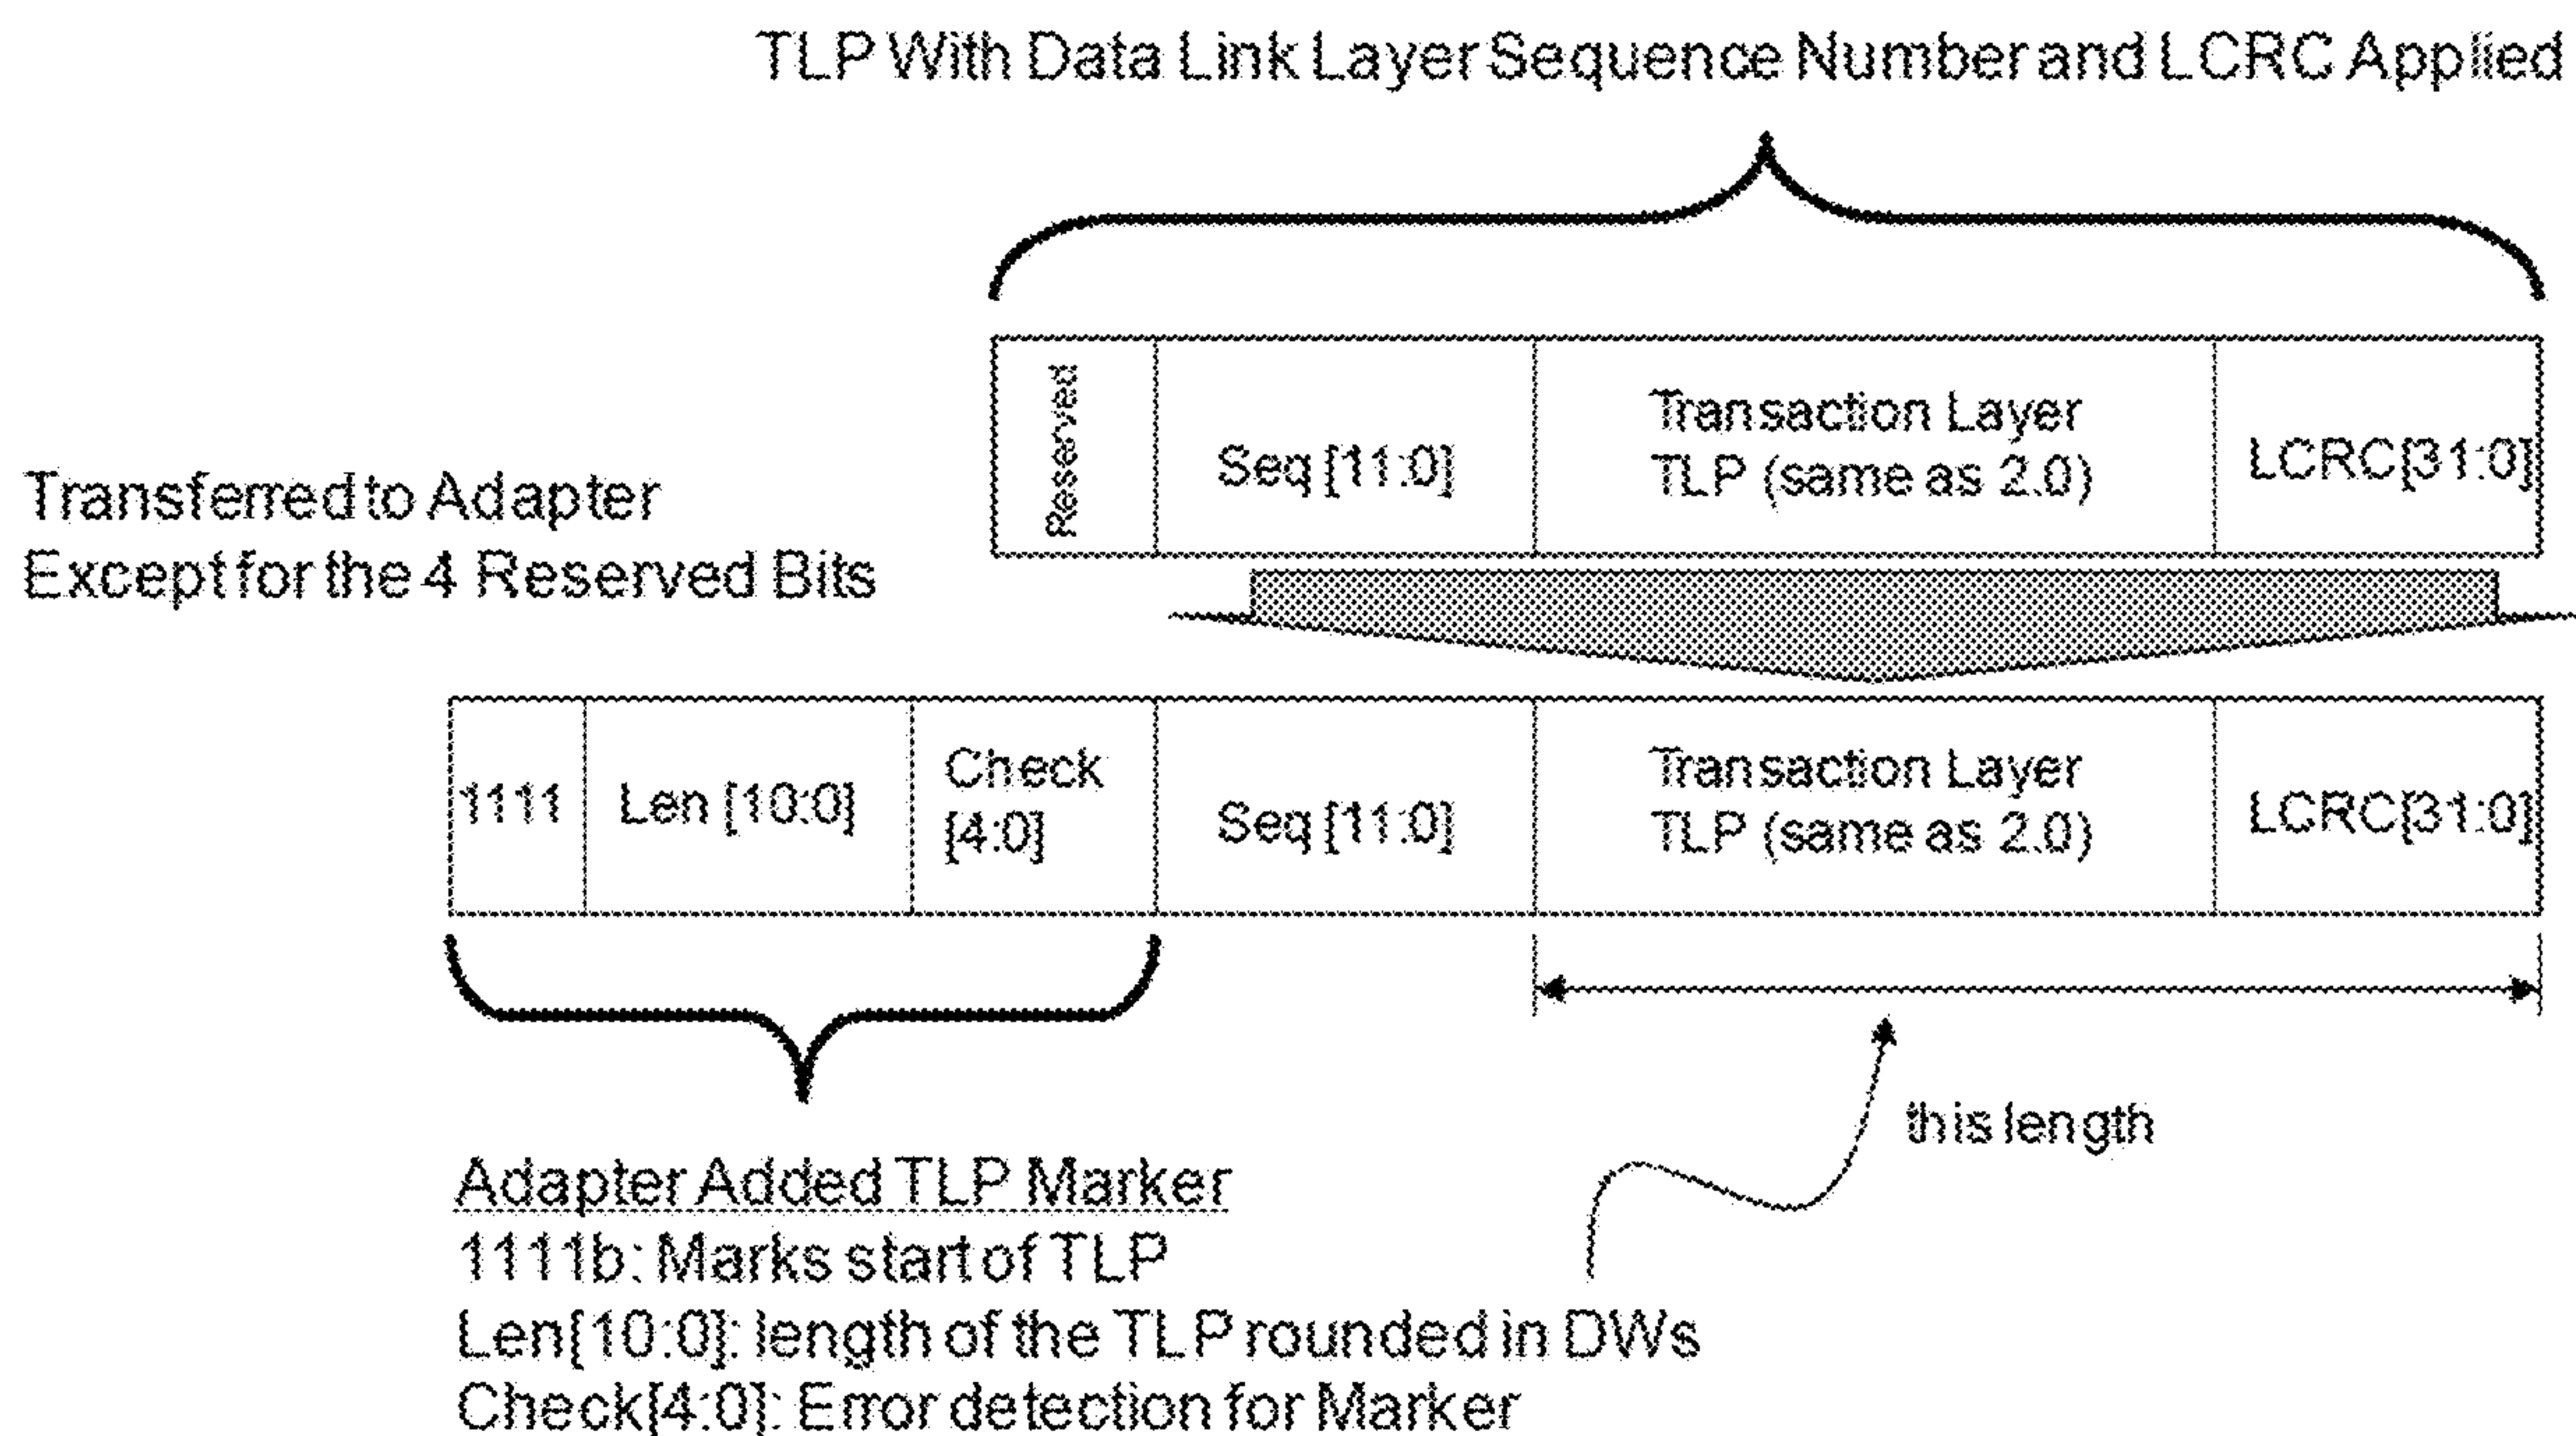 TLP With Data Link Layer Sequence Number and LCRC Applied
Reserved
Seq [11:0]
Transaction Layer
TLP (same as 2.0)
LCRC[31:0]
Transferred to Adapter
Except for the 4 Reserved Bits
1111
Len [10:0]
Check
[4:0]
Seq [11:0]
Transaction Layer
TLP (same as 2.0)
LCRC[31:0]
this length
Adapter Added TLP Marker
1111b: Marks start of TLP
Len[10:0]: length of the TLP rounded in DWs
Check[4:0]: Error detection for Marker